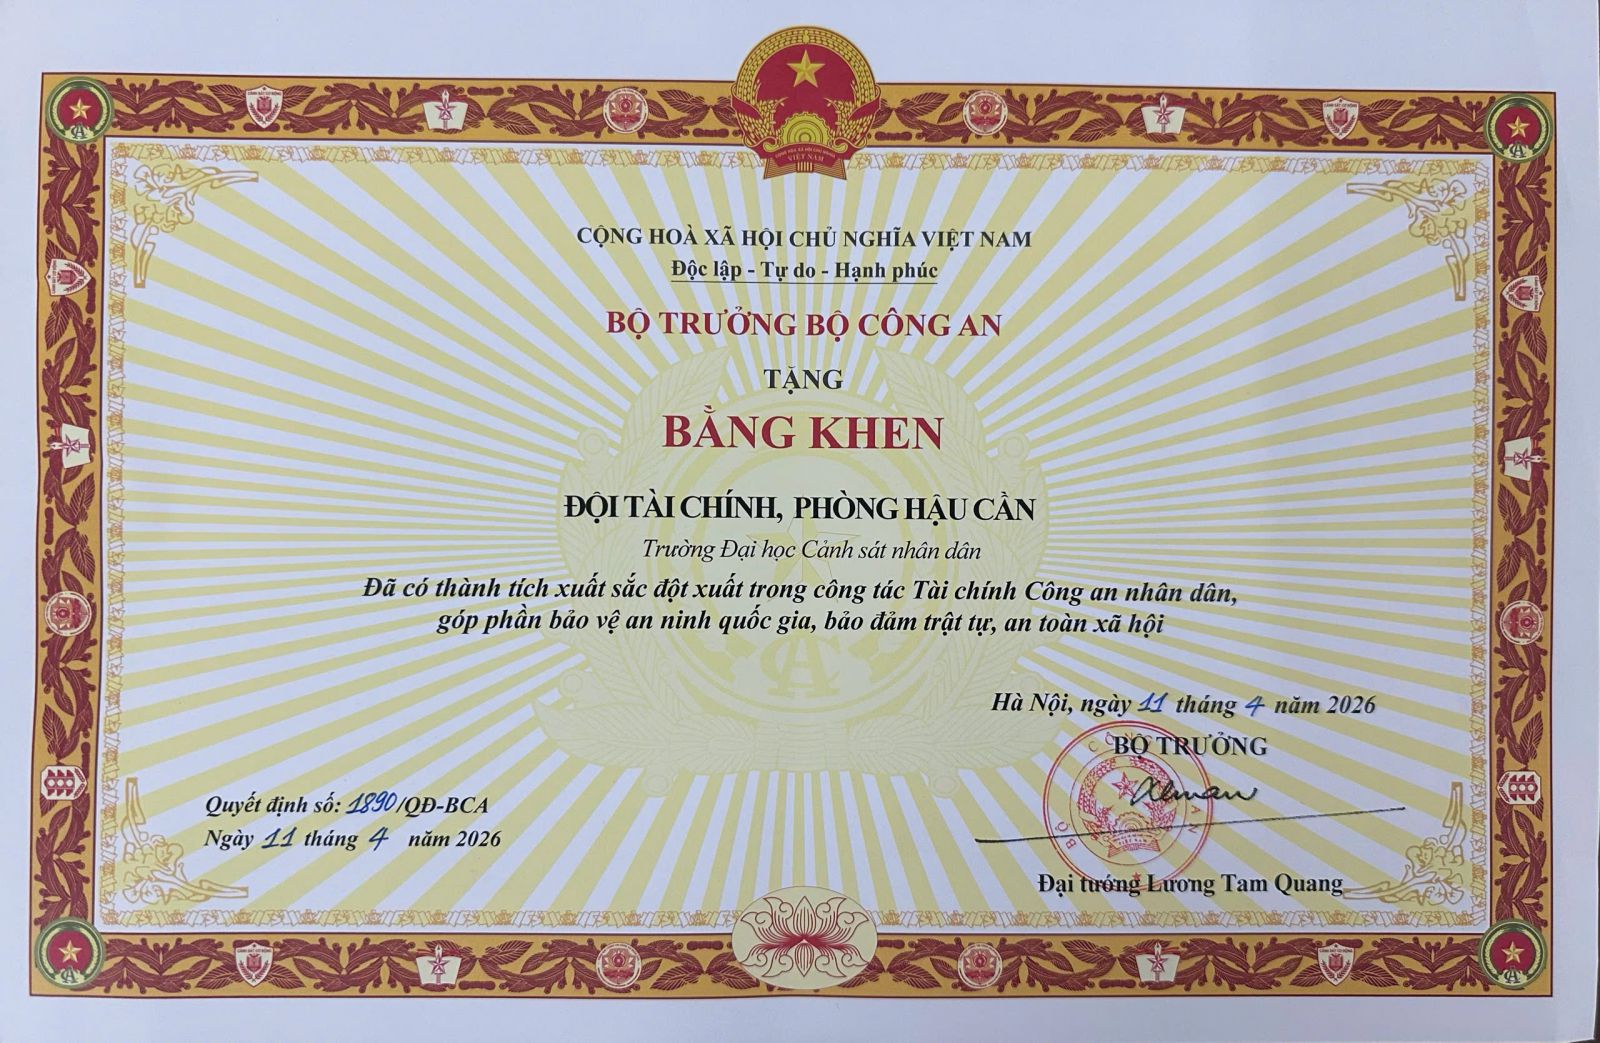 CỘNG HOÀ XÃ HỘI CHỦ NGHĨA VIỆT NAM
Độc lập - Tự do - Hạnh phúc
BỘ TRƯỞNG BỘ CÔNG AN
TẶNG
BẰNG KHEN
ĐỘI TÀI CHÍNH, PHÒNG HẬU CẦN
Trường Đại học Cảnh sát nhân dân
Đã có thành tích xuất sắc đột xuất trong công tác Tài chính Công an nhân dân,
góp phần bảo vệ an ninh quốc gia, bảo đảm trật tự, an toàn xã hội
Hà Nội, ngày 11 tháng 4 năm 2026
BỘ TRƯỞNG
BỘ CÔNG AN
VIỆT NAM
Đại tướng Lương Tam Quang
Quyết định số: 1890/QĐ-BCA
Ngày 11 tháng 4 năm 2026